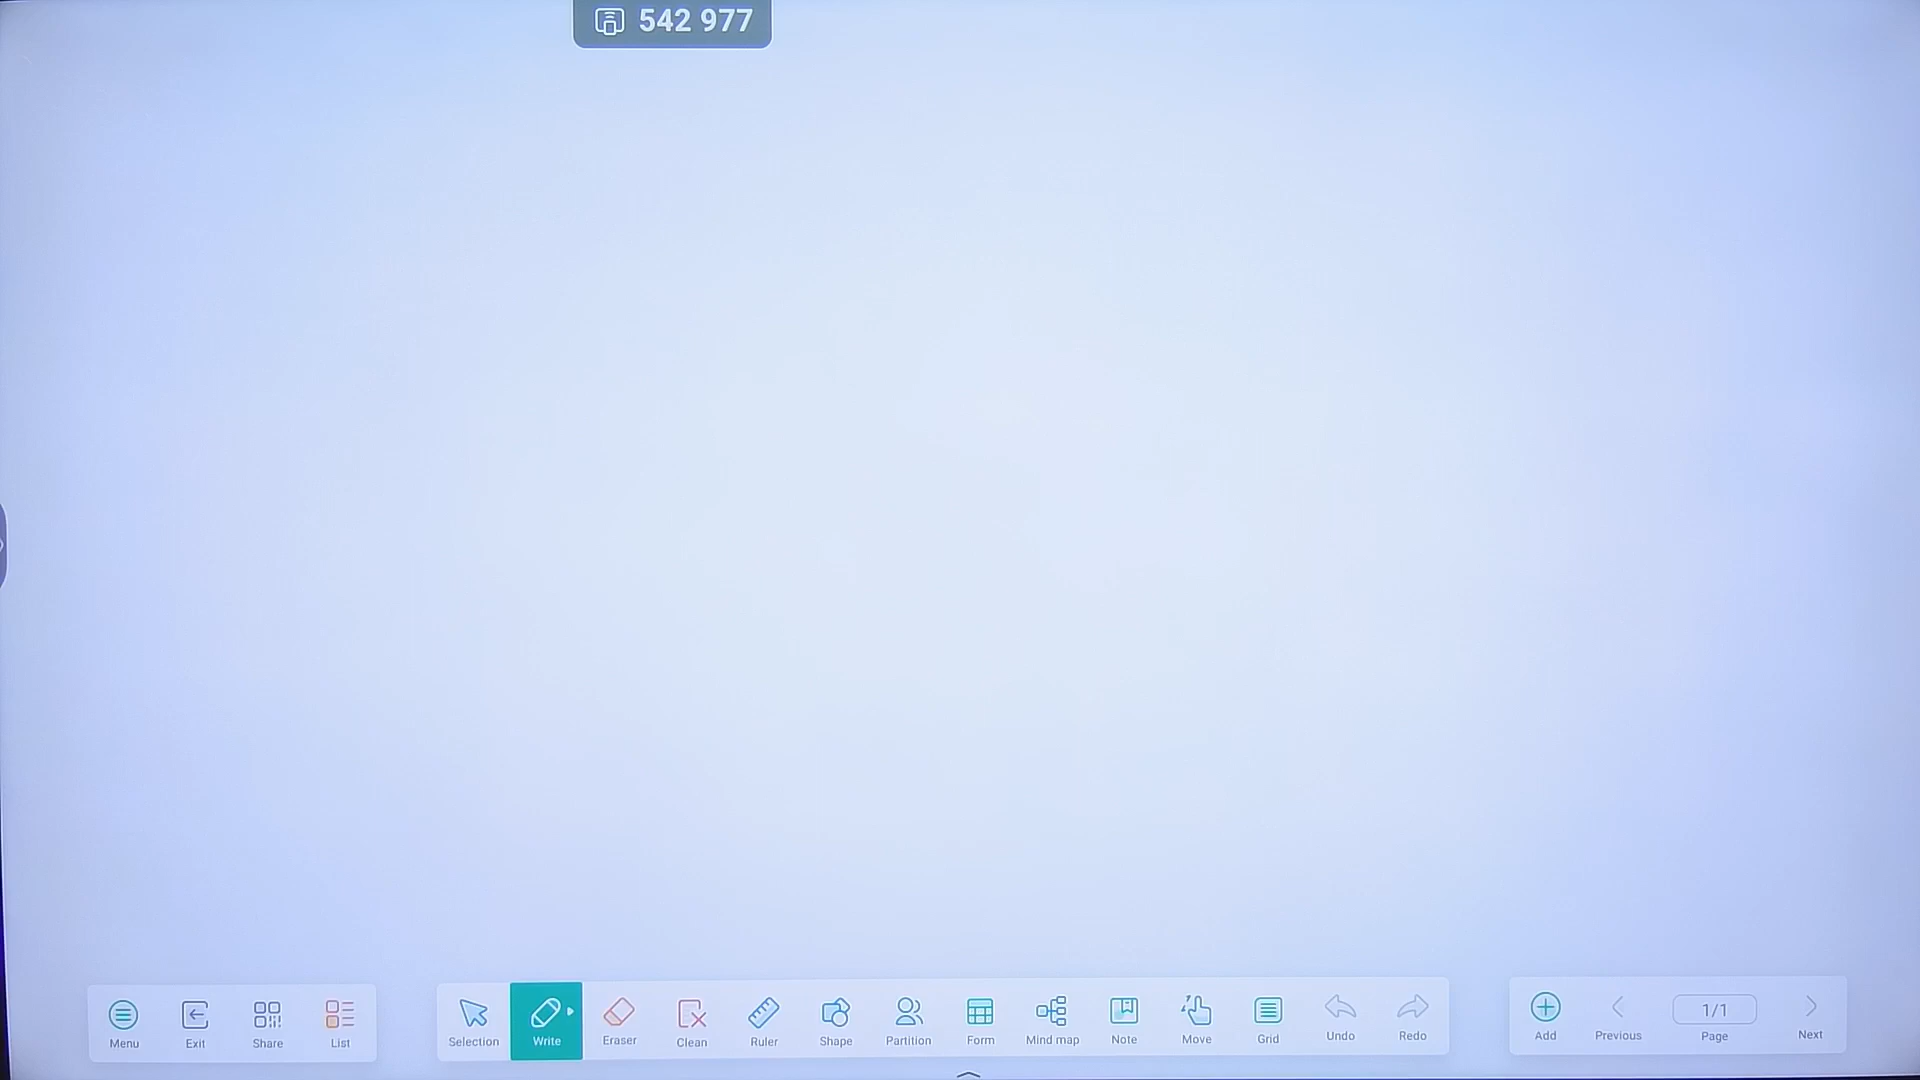 542 977
Menu
Exit
Share
List
Selection
Write
Eraser
Clean
Ruler
Shape
Partition
Form
Mind map
Note
Move
Grid
Undo
Redo
Add
Previous
1/1
Page
Next